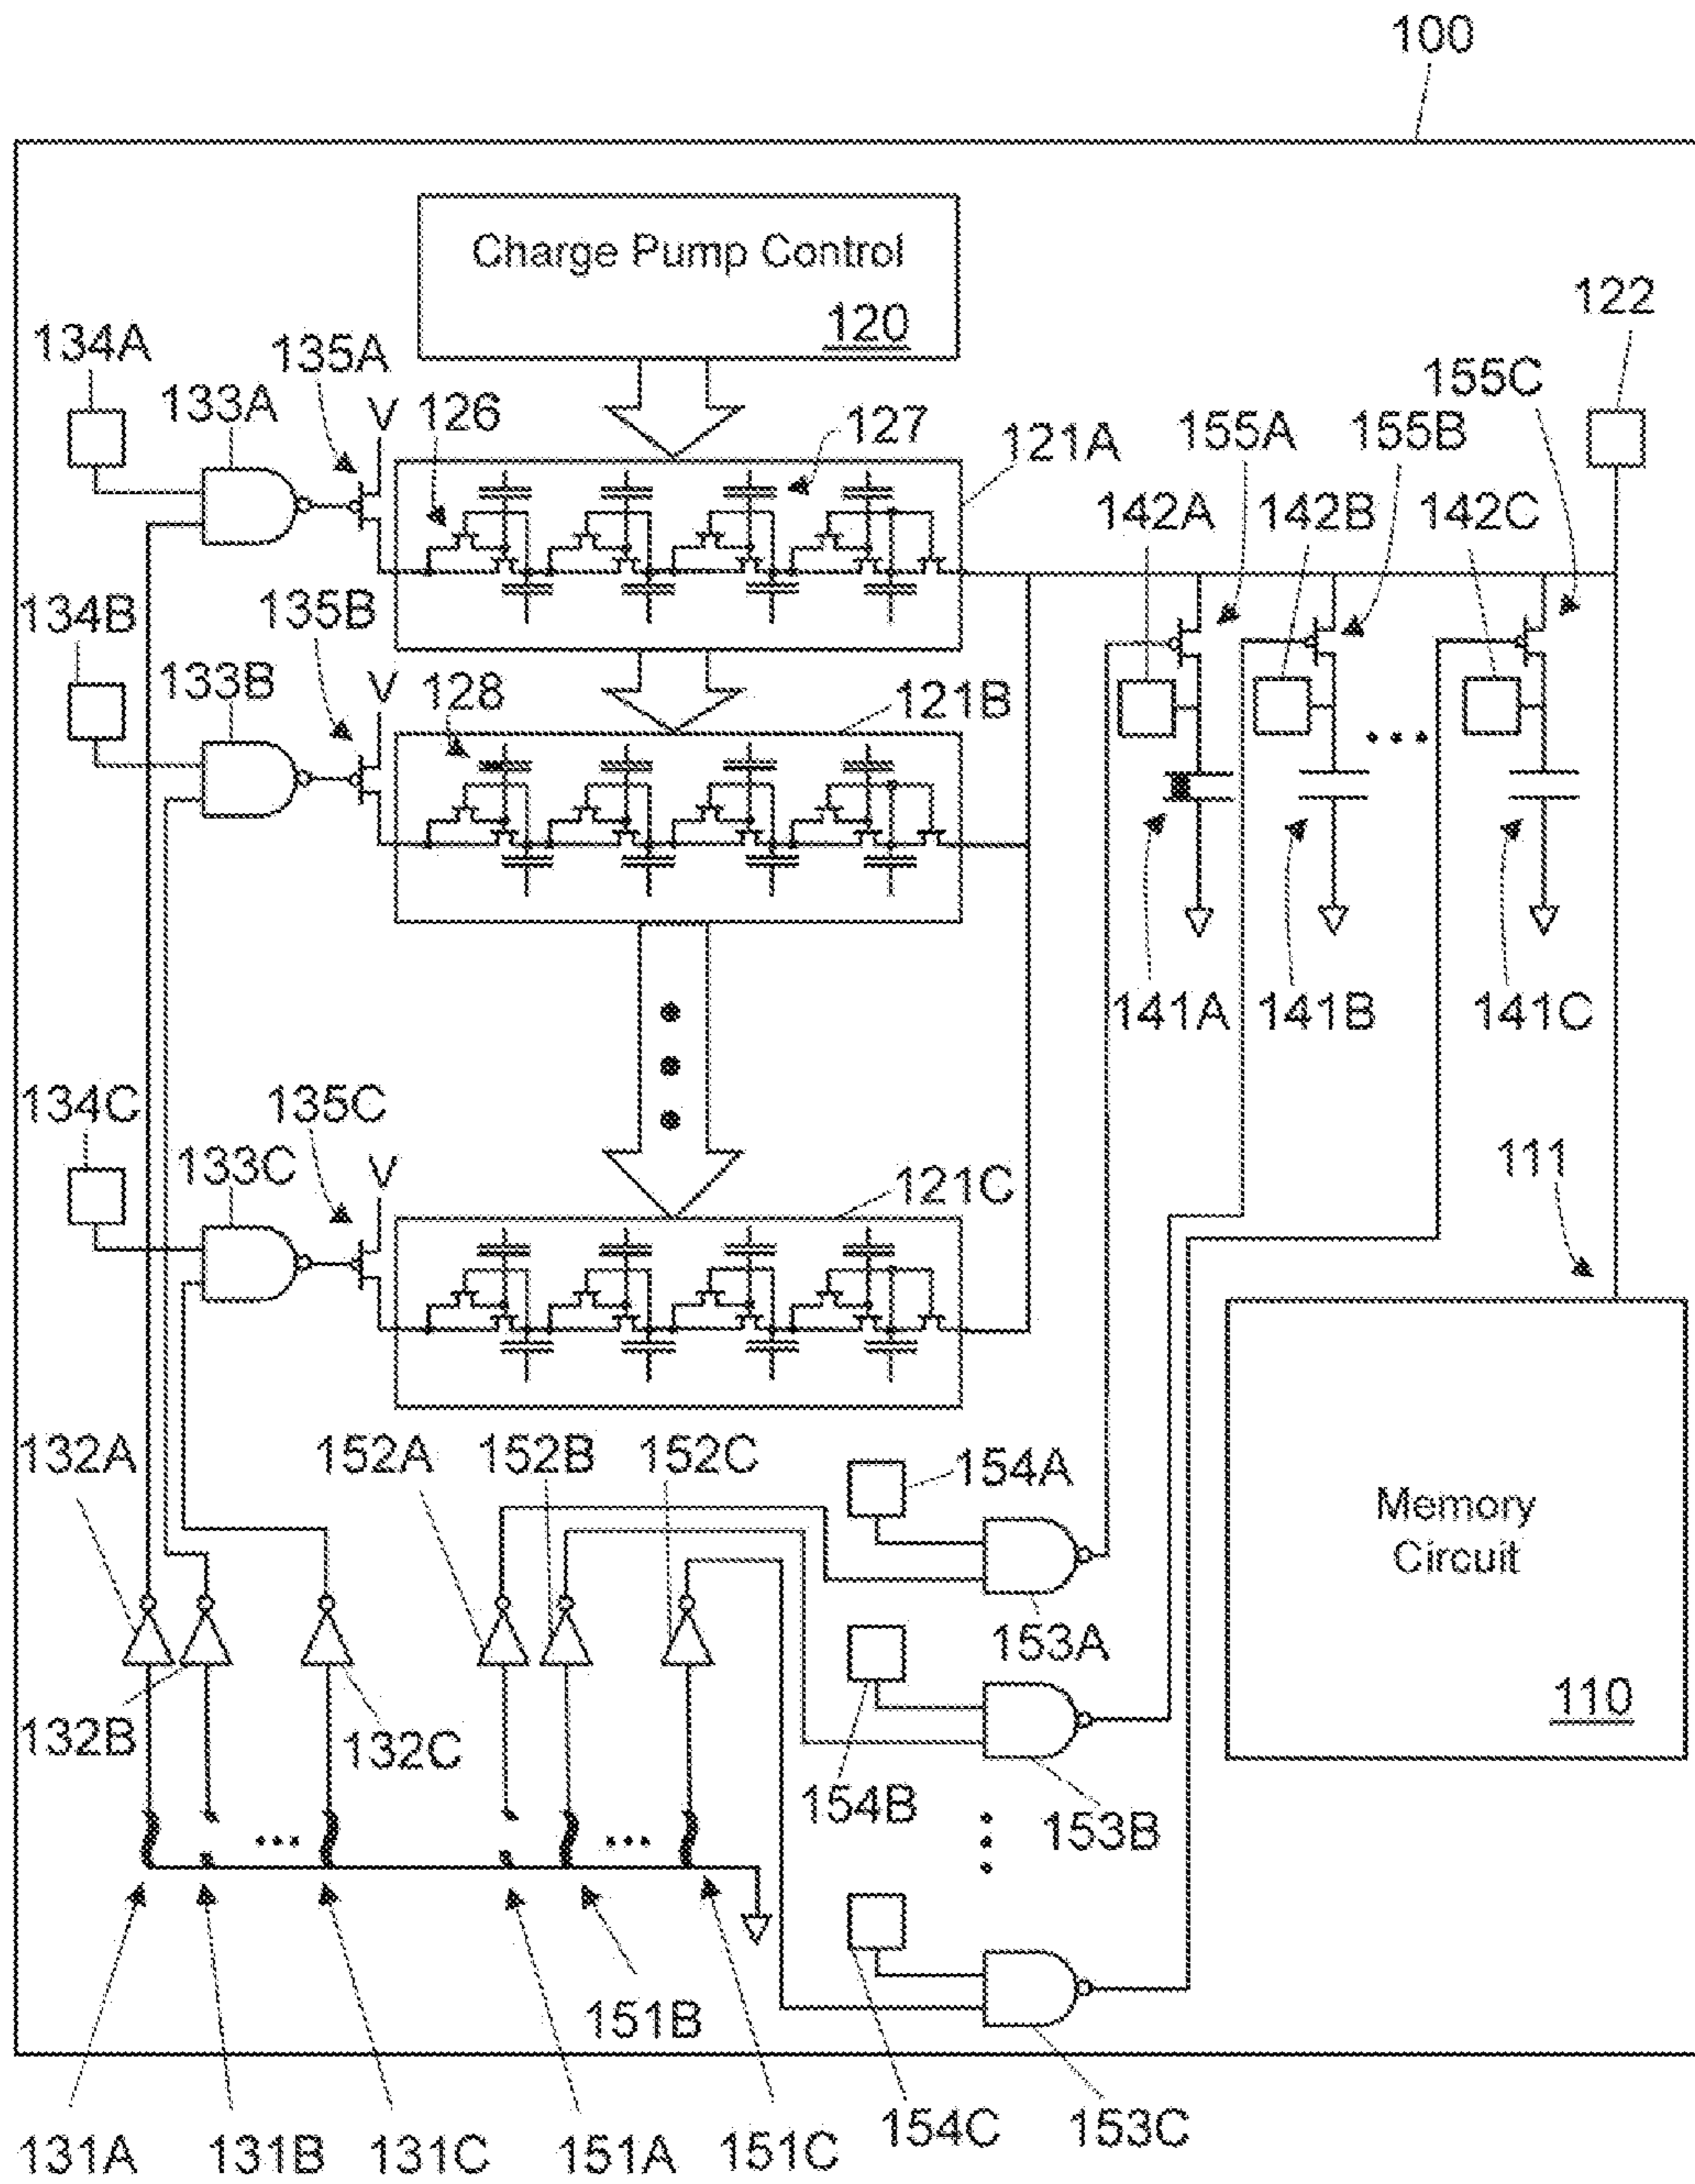 100
Charge Pump Control
120
122
134A
135A
155C
133A
V
126
127
121A
155A
155B
142A
142B
142C
134B
135B
133B
V
128
121B
141A
141B
141C
134C
135C
133C
V
121C
111
132A
152A
152B
152C
154A
Memory
Circuit
153A
110
132B
132C
154B
153B
151B
131A
131B
131C
151A
151C
154C
153C